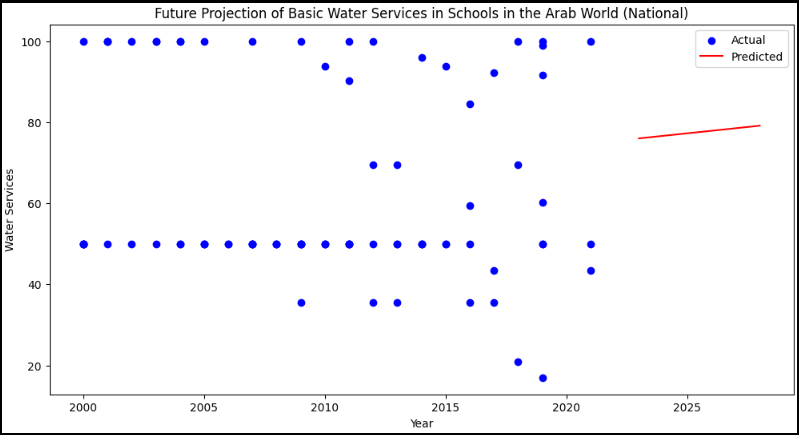 Future Projection of Basic Water Services in Schools in the Arab World (National)
Actual
Predicted
100
80
60
40
20
Water Services
2000 2005 2010 2015 2020 2025
Year